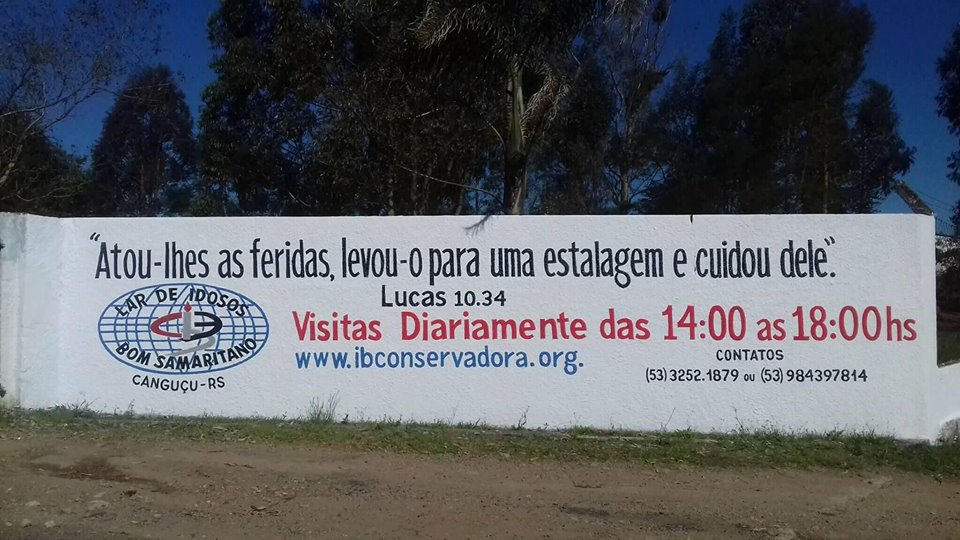 "Atou-lhes as feridas, levou-o para uma estalagem e cuidou dele".
Lucas 10.34
LAR DE IDOSOS
BOM SAMARITANO
CANGUÇU-RS
Visitas Diariamente das 14:00 as 18:00hs
www.ibconservadora.org.
CONTATOS
(53) 3252.1879 ou (53) 984397814